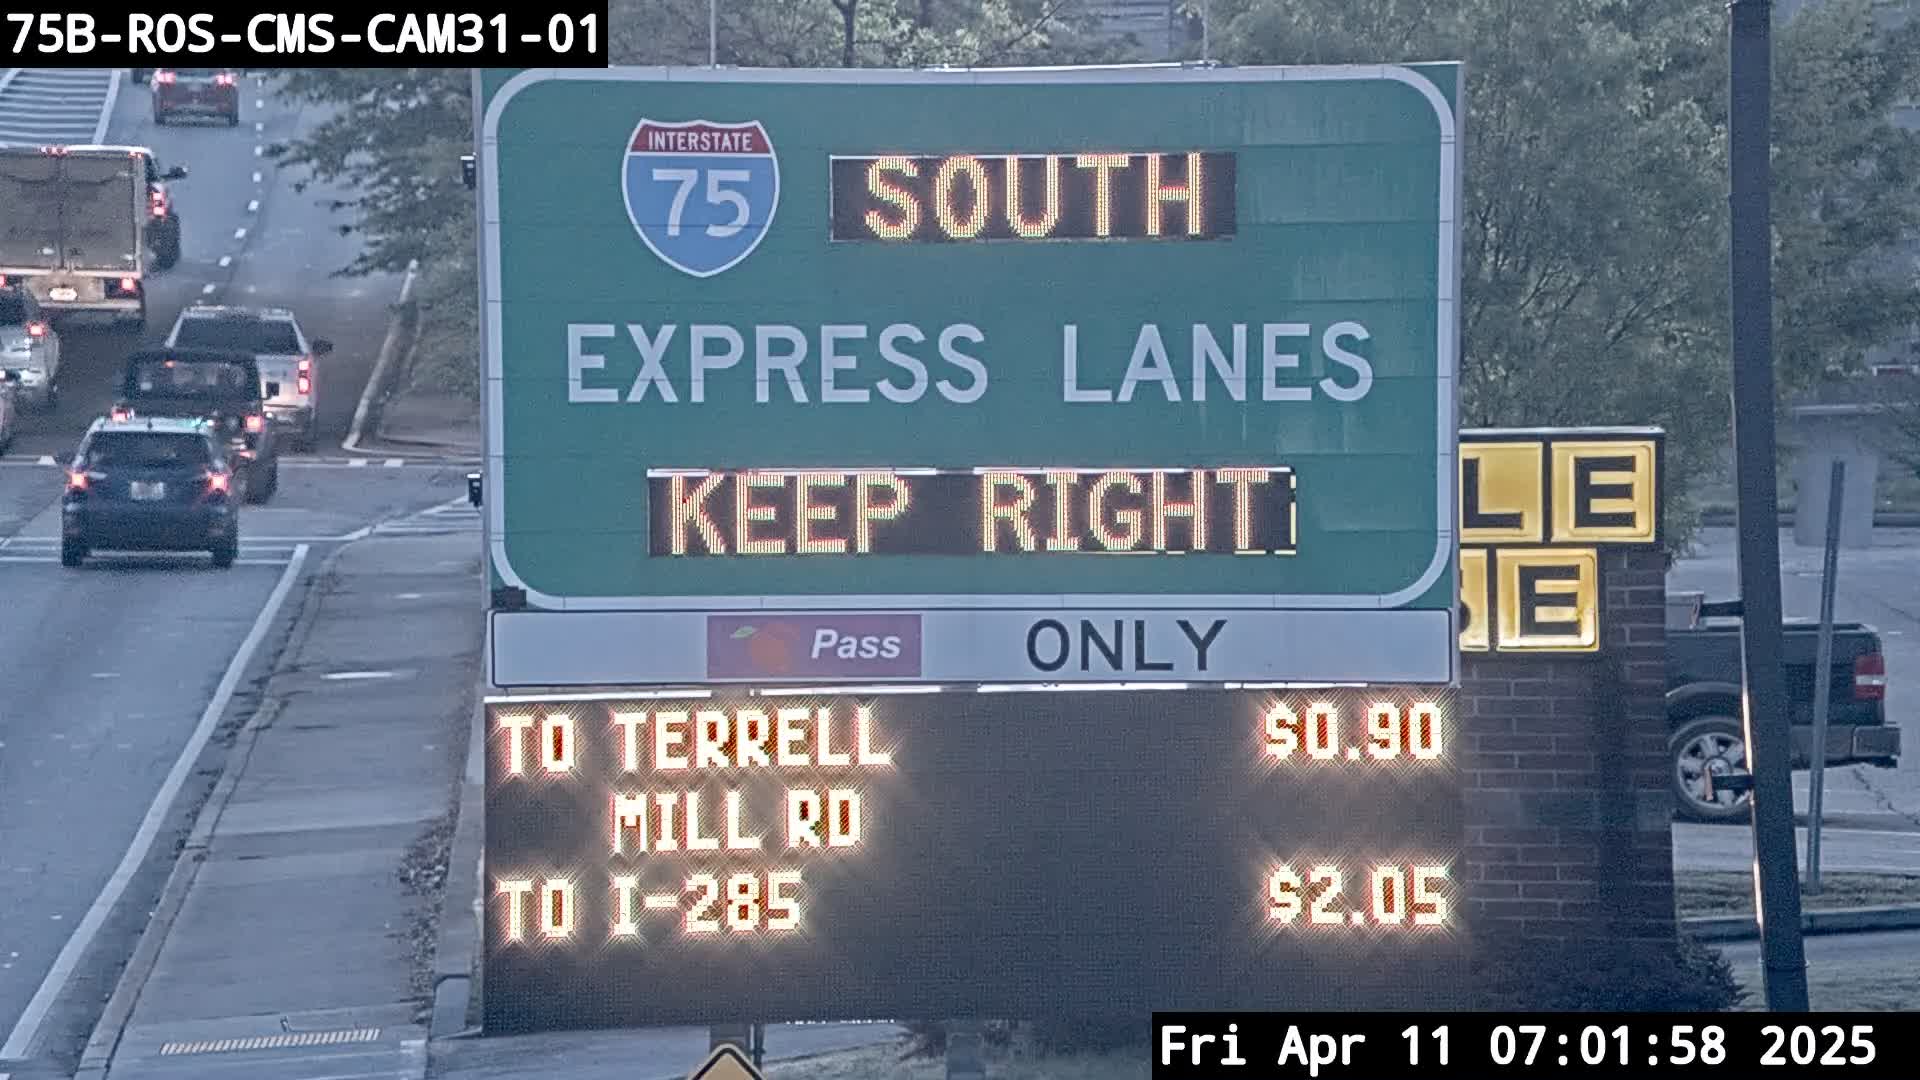 75B-ROS-CMS-CAM31-01
INTERSTATE
75
SOUTH
EXPRESS LANES
KEEP RIGHT
Pass ONLY
TO TERRELL $0.90
MILL RD
TO I-285 $2.05
LE
E
Fri Apr 11 07:01:58 2025